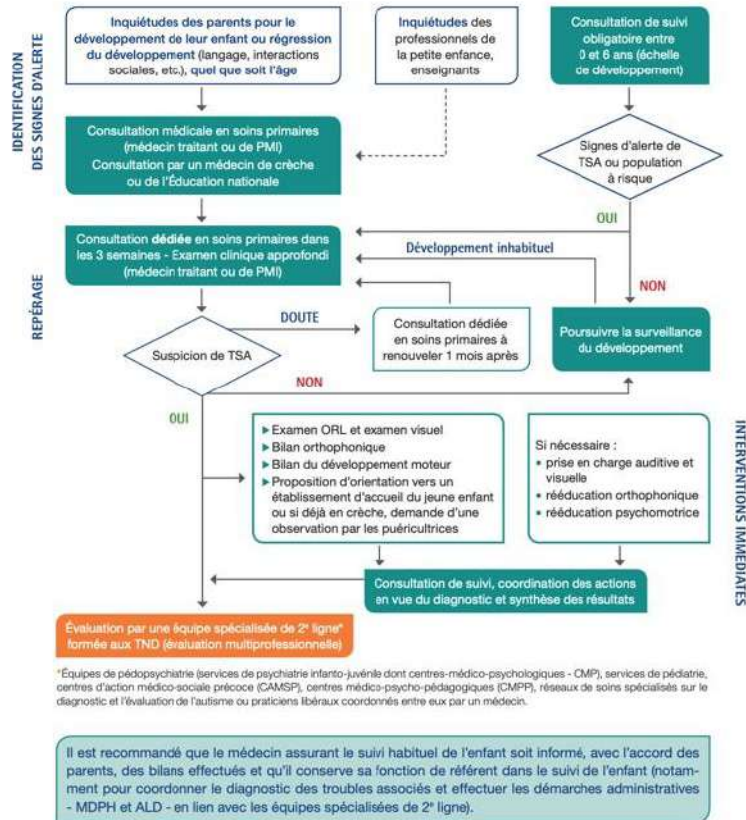 IDENTIFICATION
DES SIGNES D'ALERTE
Inquiétudes des parents pour le
développement de leur enfant ou régression
du développement (langage, interactions
sociales, etc.), quel que soit l'âge
Inquiétudes des
professionnels de
la petite enfance,
enseignants
Consultation de suivi
obligatoire entre
0 et 6 ans (échelle
de développement)
Consultation médicale en soins primaires
(médecin traitant ou de PMI)
Consultation par un médecin de crèche
ou de l'Éducation nationale
Signes d'alerte de
TSA ou population
à risque
OUI
NON
REPÉRAGE
Consultation dédiée en soins primaires dans
les 3 semaines - Examen clinique approfondi
(médecin traitant ou de PMI)
Développement inhabituel
DOUTE
Consultation dédiée
en soins primaires à
renouveler 1 mois après
Poursuivre la surveillance
du développement
Suspicion de TSA
NON
OUI
INTERVENTIONS IMMEDIATES
▶ Examen ORL et examen visuel
▶ Bilan orthophonique
▶ Bilan du développement moteur
▶ Proposition d'orientation vers un
établissement d'accueil du jeune enfant
ou si déjà en crèche, demande d'une
observation par les puéricultrices
Si nécessaire :
• prise en charge auditive et
visuelle
• rééducation orthophonique
• rééducation psychomotrice
Consultation de suivi, coordination des actions
en vue du diagnostic et synthèse des résultats
Évaluation par une équipe spécialisée de 2e ligne*
formée aux TND (évaluation multiprofessionnelle)
*Équipes de pédopsychiatrie (services de psychiatrie infanto-juvénile dont centres-médico-psychologiques - CMP), services de pédiatrie,
centres d'action médico-sociale précoce (CAMSP), centres médico-psycho-pédagogiques (CMPP), réseaux de soins spécialisés sur le
diagnostic et l'évaluation de l'autisme ou praticiens libéraux coordonnés entre eux par un médecin.
Il est recommandé que le médecin assurant le suivi habituel de l'enfant soit informé, avec l'accord des
parents, des bilans effectués et qu'il conserve sa fonction de référent dans le suivi de l'enfant (notam-
ment pour coordonner le diagnostic des troubles associés et effectuer les démarches administratives
- MDPH et ALD - en lien avec les équipes spécialisées de 2e ligne).